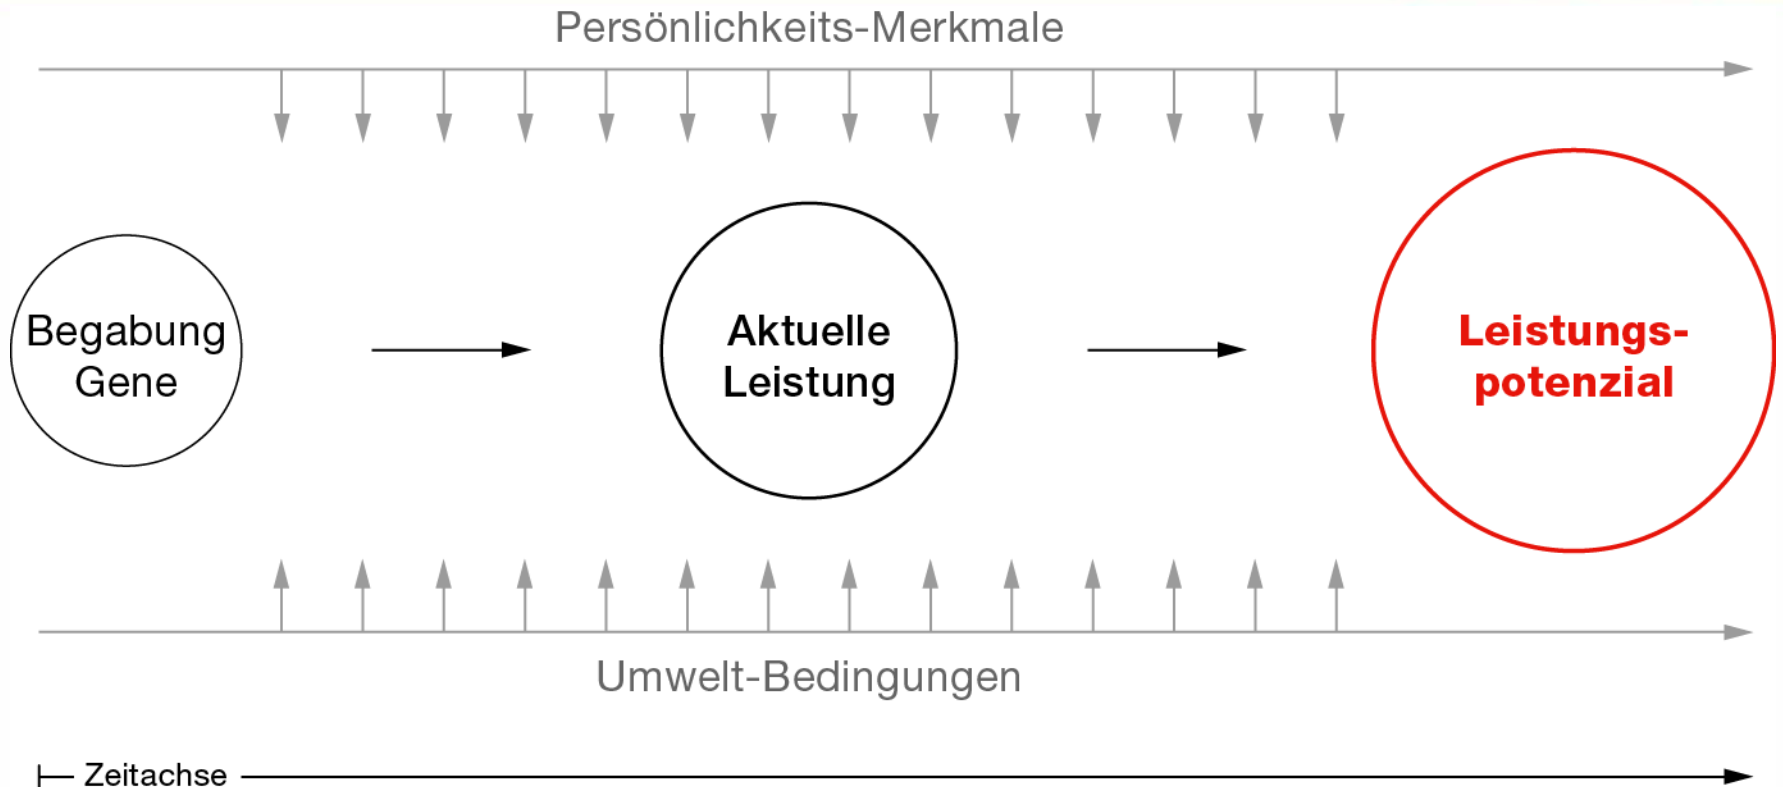 Persönlichkeits-Merkmale
Begabung
Gene
Aktuelle
Leistung
Leistungs-
potenzial
Umwelt-Bedingungen
Zeitachse